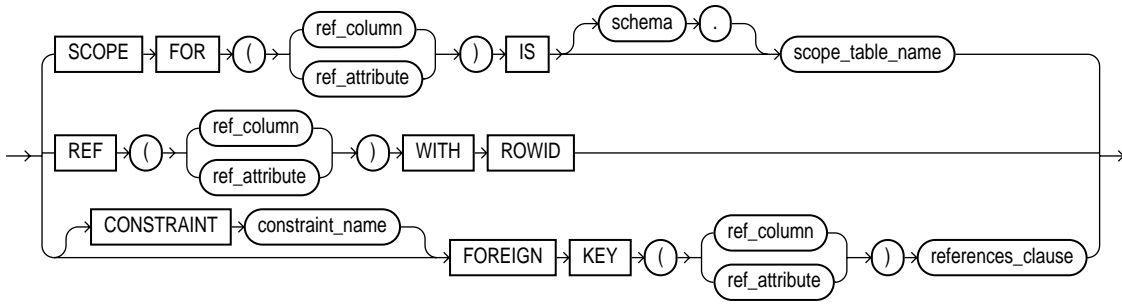 schema .
ref_column
SCOPE FOR ( ) IS scope_table_name
ref_attribute
ref_column
REF ( ) WITH ROWID
ref_attribute
CONSTRAINT constraint_name
ref_column
FOREIGN KEY ( ) references_clause
ref_attribute